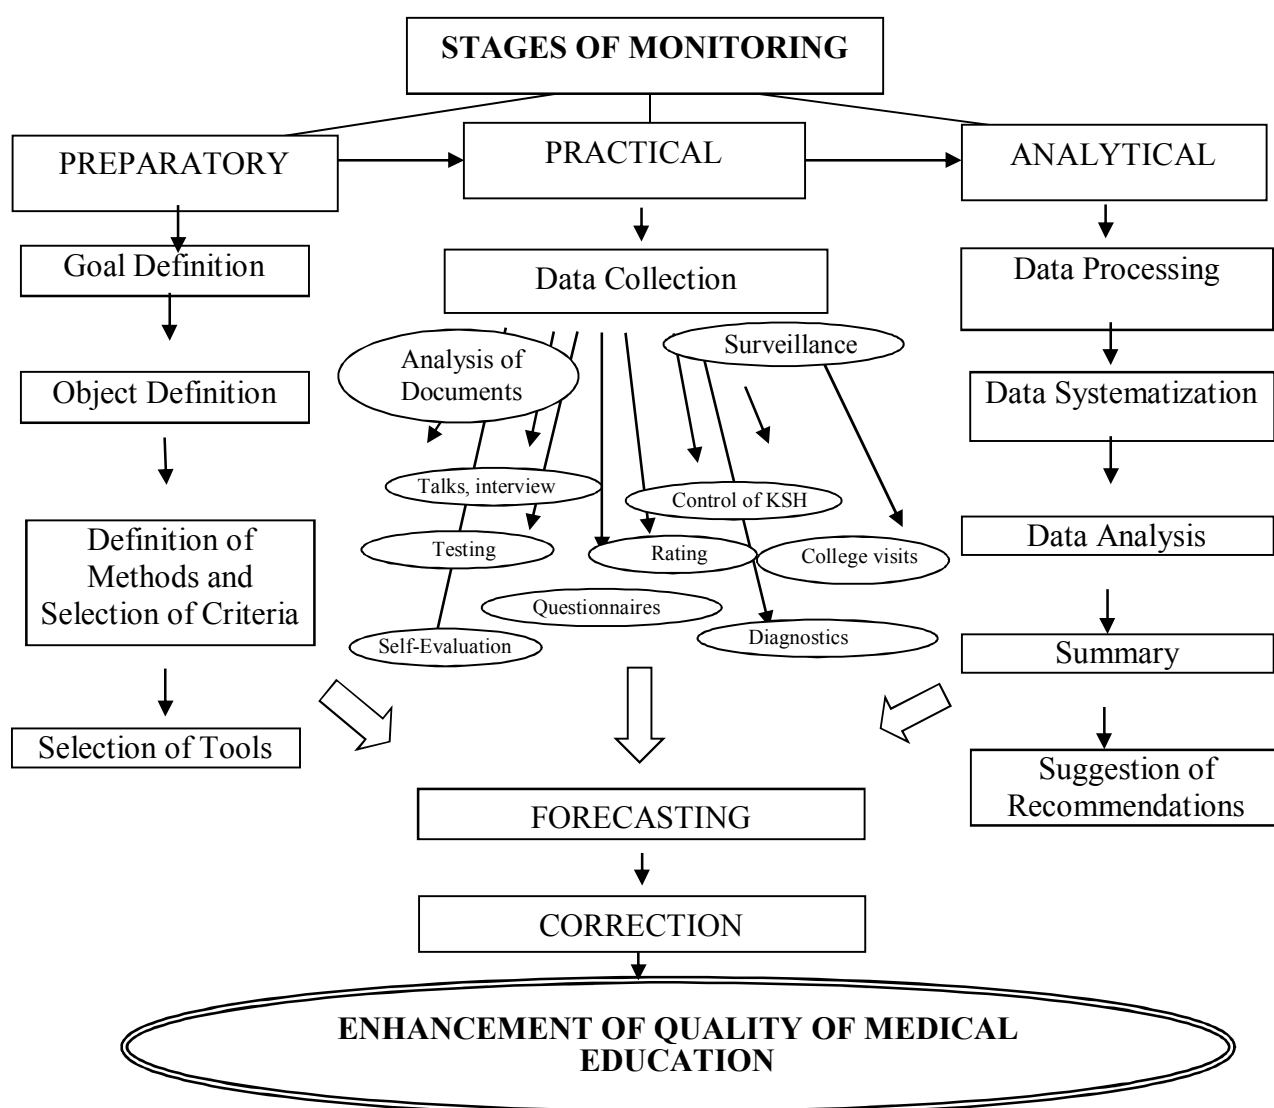 STAGES OF MONITORING
PREPARATORY
PRACTICAL
ANALYTICAL
Goal Definition
Object Definition
Definition of
Methods and
Selection of Criteria
Selection of Tools
Data Collection
Analysis of
Documents
Surveillance
Talks, interview
Control of KSH
Testing
Rating
College visits
Questionnaires
Self-Evaluation
Diagnostics
Data Processing
Data Systematization
Data Analysis
Summary
Suggestion of
Recommendations
FORECASTING
CORRECTION
ENHANCEMENT OF QUALITY OF MEDICAL
EDUCATION